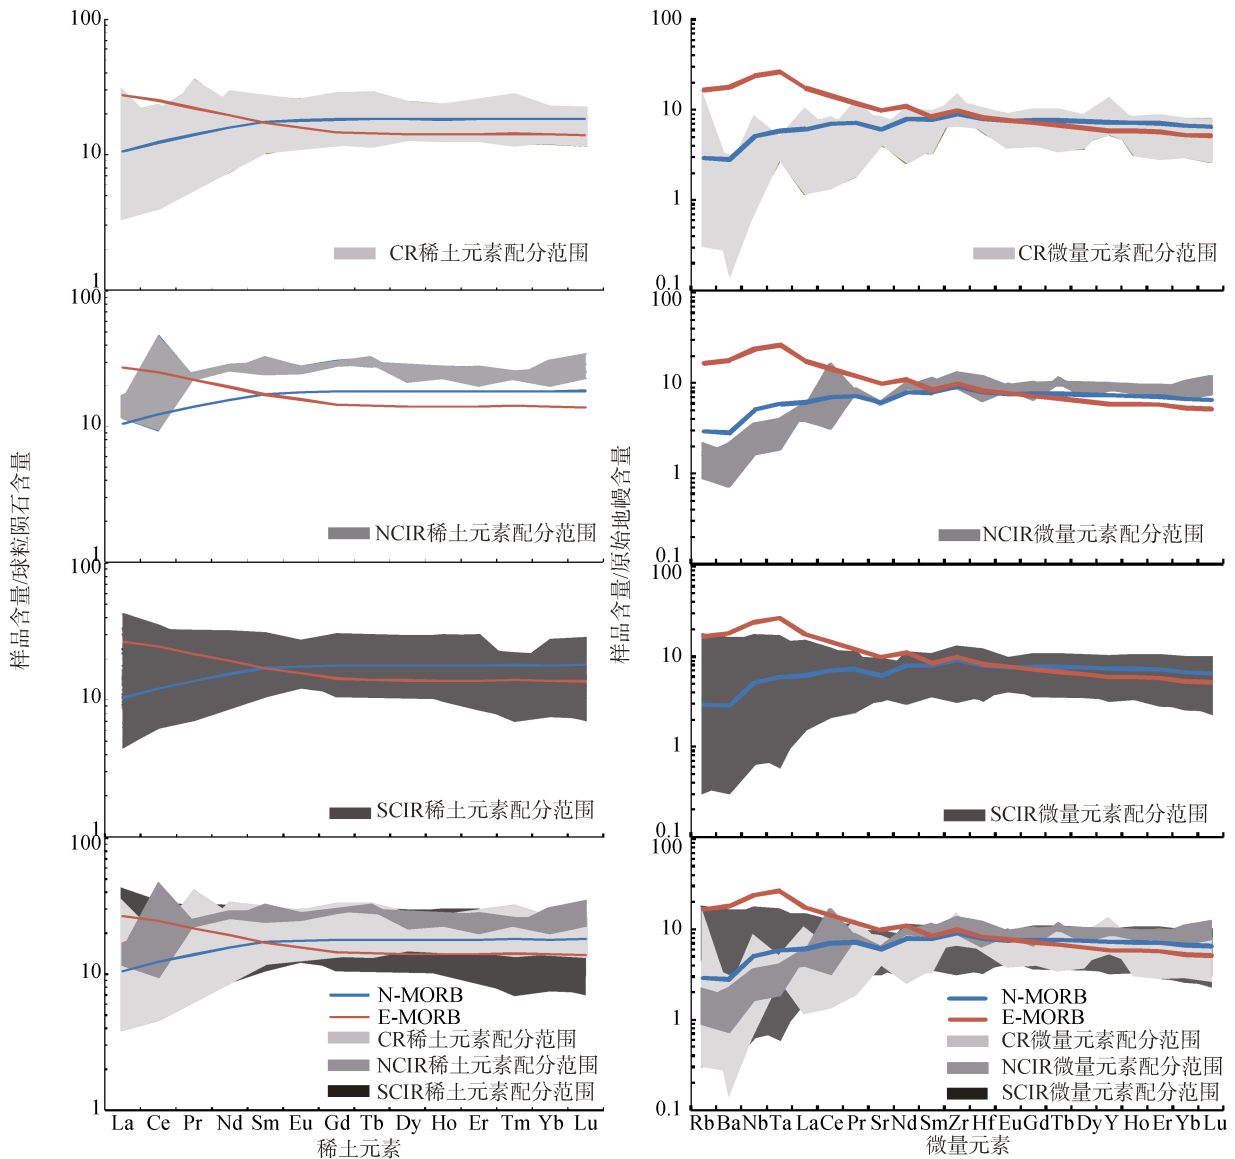 100
10
1
CR稀土元素配分范围
100
10
1
0.1
CR微量元素配分范围
100
10
1
NCIR稀土元素配分范围
100
10
1
0.1
NCIR微量元素配分范围
样品含量/球粒陨石含量
样品含量/原始地幔含量
100
10
1
SCIR稀土元素配分范围
100
10
1
0.1
SCIR微量元素配分范围
100
10
1
N-MORB
E-MORB
CR稀土元素配分范围
NCIR稀土元素配分范围
SCIR稀土元素配分范围
La Ce Pr Nd Sm Eu Gd Tb Dy Ho Er Tm Yb Lu
稀土元素
100
10
1
0.1
N-MORB
E-MORB
CR微量元素配分范围
NCIR微量元素配分范围
SCIR微量元素配分范围
Rb Ba Nb Ta La Ce Pr Sr Nd Sm Zr Hf Eu Gd Tb Dy Y Ho Er Yb Lu
微量元素